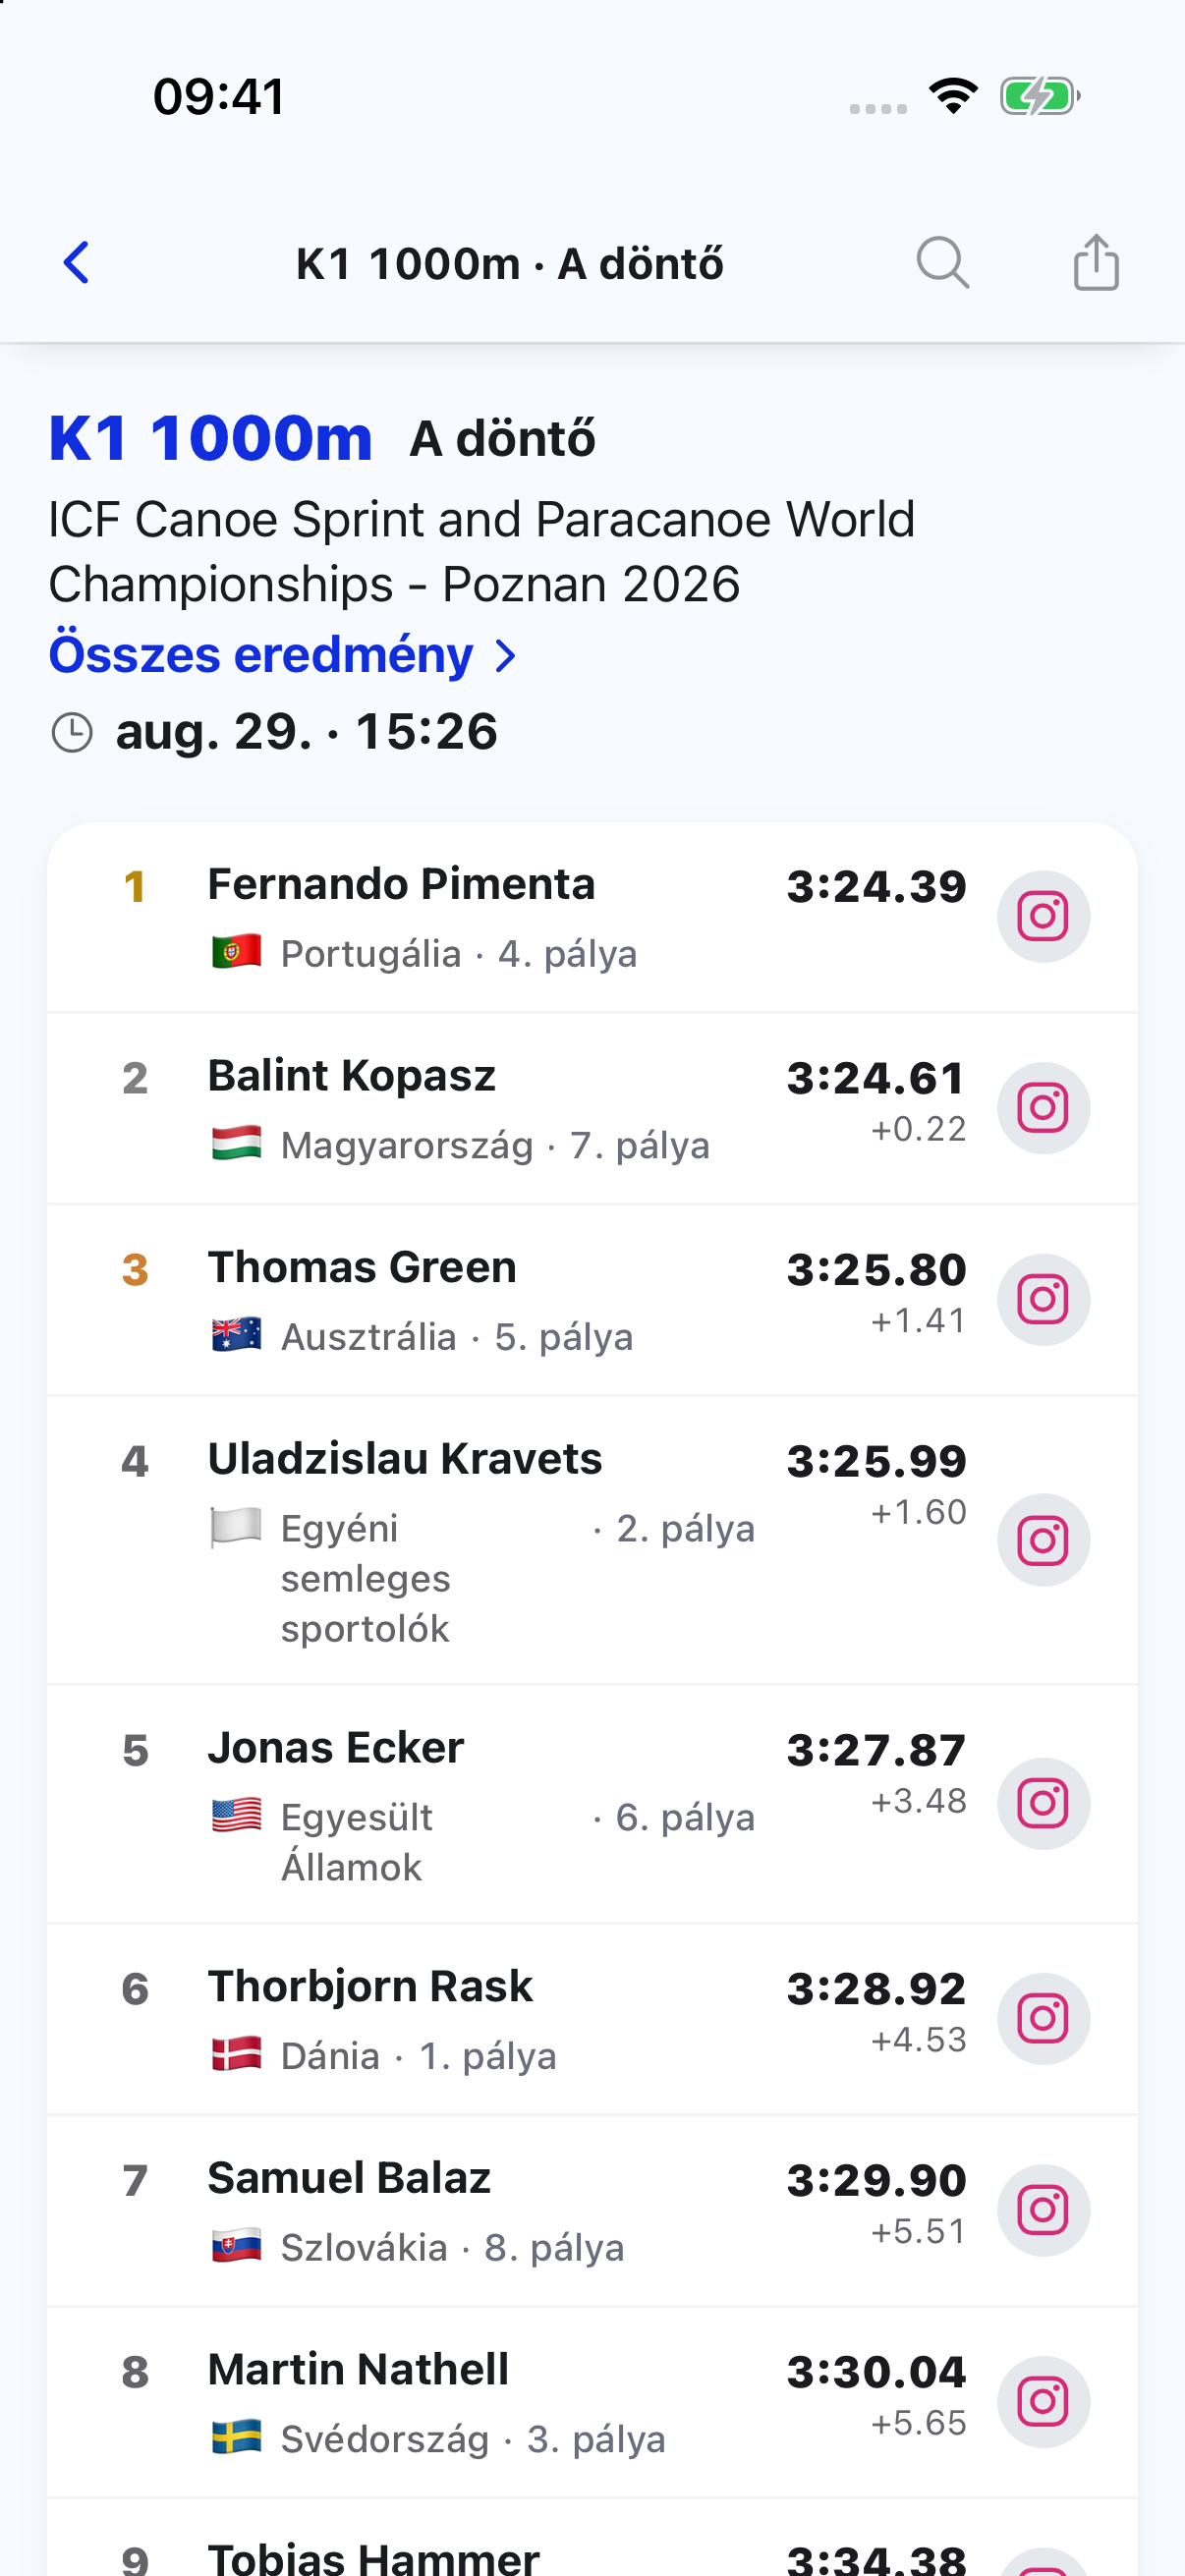 09:41
K1 1000m · A döntő
K1 1000m A döntő
ICF Canoe Sprint and Paracanoe World
Championships - Poznan 2026
Összes eredmény
aug. 29. · 15:26
1 Fernando Pimenta 3:24.39
Portugália · 4. pálya
2 Balint Kopasz 3:24.61
Magyarország · 7. pálya +0.22
3 Thomas Green 3:25.80
Ausztrália · 5. pálya +1.41
4 Uladzislau Kravets 3:25.99
Egyéni · 2. pálya +1.60
semleges
sportolók
5 Jonas Ecker 3:27.87
Egyesült · 6. pálya +3.48
Államok
6 Thorbjorn Rask 3:28.92
Dánia · 1. pálya +4.53
7 Samuel Balaz 3:29.90
Szlovákia · 8. pálya +5.51
8 Martin Nathell 3:30.04
Svédország · 3. pálya +5.65
9 Tobias Hammer 3:34.38